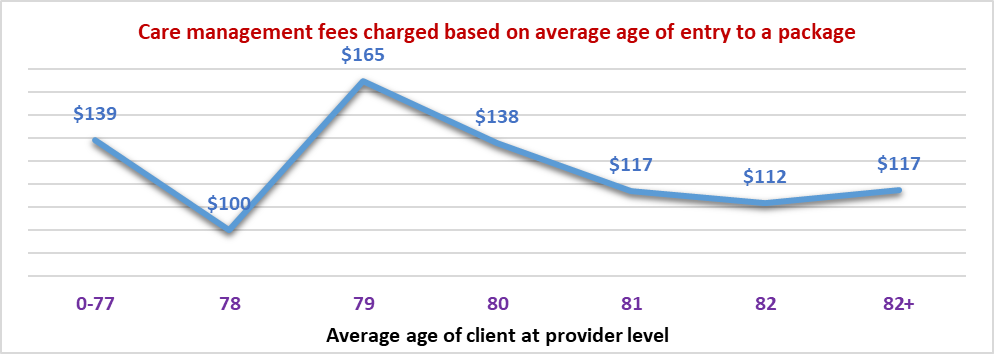 Care management fees charged based on average age of entry to a package
$165
$139
$138
$117
$112
$117
$100
0-77 78 79 80 81 82 82+
Average age of client at provider level